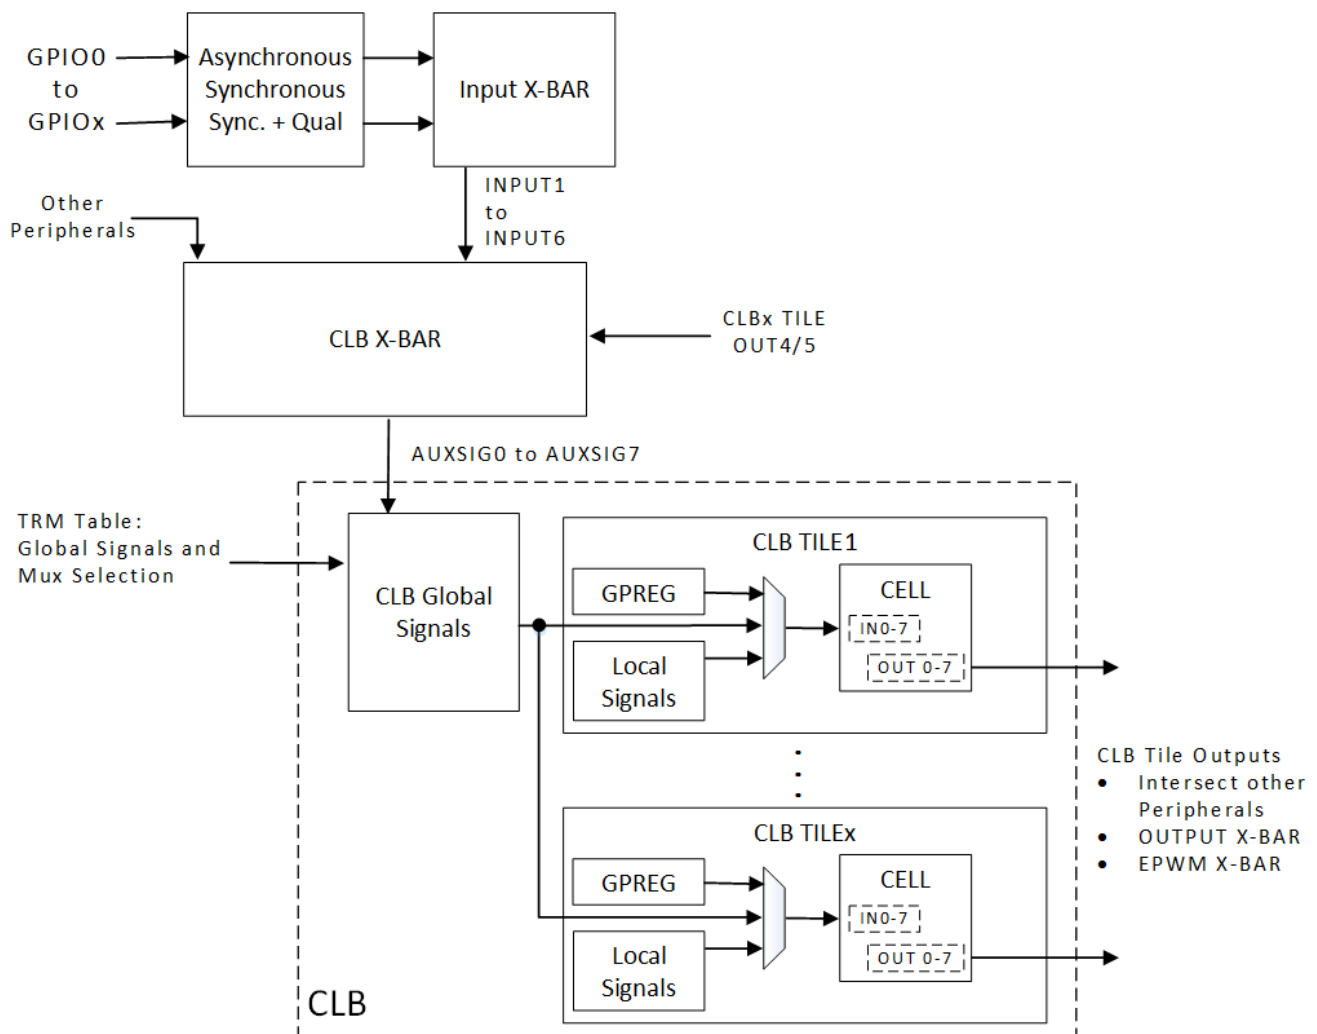 GPIO0
to
GPIOx
Asynchronous
Synchronous
Sync. + Qual
Input X-BAR
INPUT1
to
INPUT6
Other
Peripherals
CLB X-BAR
CLBx TILE
OUT4/5
AUXSIG0 to AUXSIG7
TRM Table:
Global Signals and
Mux Selection
CLB Global
Signals
CLB TILE1
GPREG
Local
Signals
CELL
IN0-7
OUT 0-7
CLB Tile Outputs
• Intersect other
Peripherals
• OUTPUT X-BAR
• EPWM X-BAR
CLB TILEx
GPREG
Local
Signals
CELL
IN0-7
OUT 0-7
CLB